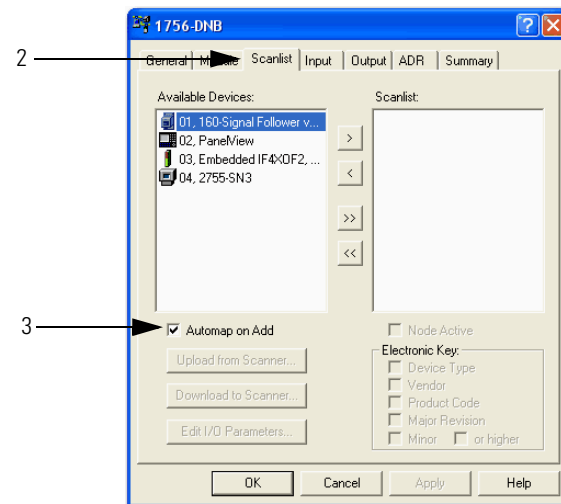 1756-DNB
2
General Module Scanlist Input Output ADR Summary
Available Devices: Scanlist:
01, 160-Signal Follower v...
02, PanelView
03, Embedded IF4XOF2, ...
04, 2755-SN3
>
<
>>
<<
3
Automap on Add
Node Active
Upload from Scanner...
Electronic Key:
Device Type
Vendor
Download to Scanner...
Product Code
Major Revision
Edit I/O Parameters...
Minor or higher
OK Cancel Apply Help